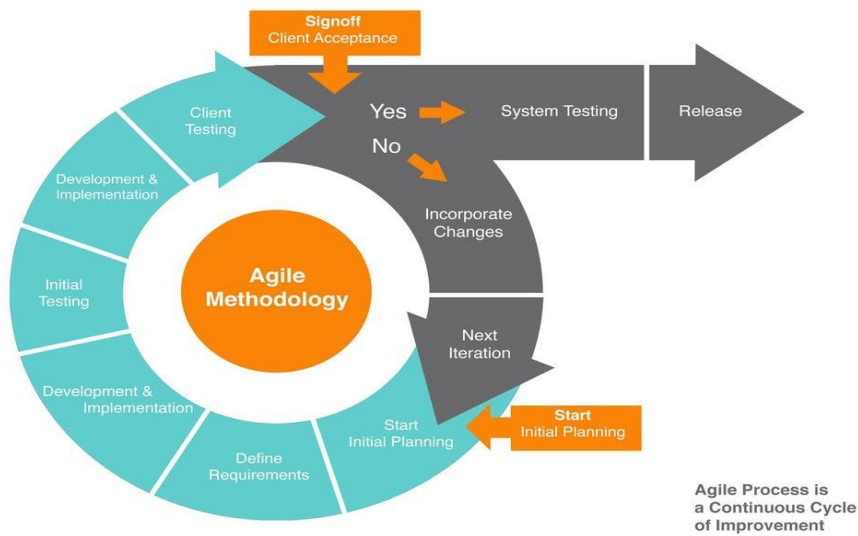 Signoff
Client Acceptance
Client
Testing
Yes
System Testing
Release
No
Development &
Implementation
Incorporate
Changes
Agile
Methodology
Initial
Testing
Next
Iteration
Development &
Implementation
Start
Initial Planning
Start
Initial Planning
Define
Requirements
Agile Process is
a Continuous Cycle
of Improvement